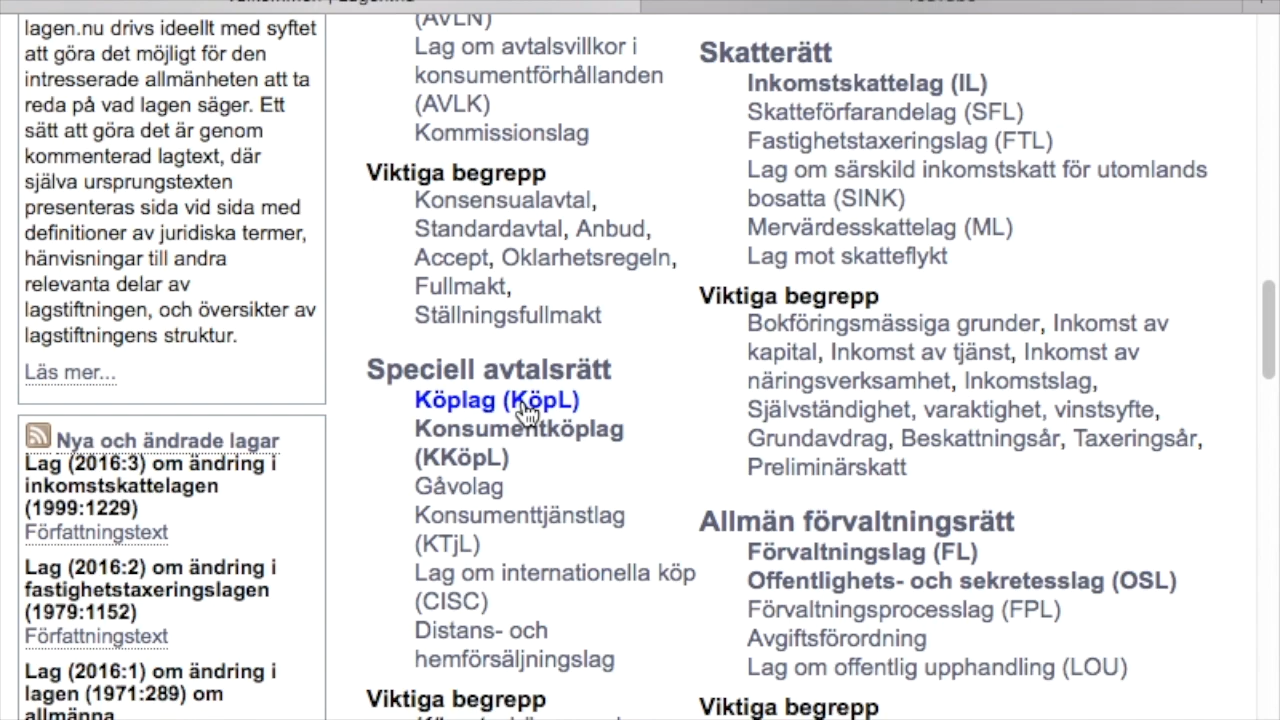 lagen.nu drivs ideellt med syftet
att göra det möjligt för den
intresserade allmänheten att ta
reda på vad lagen säger. Ett
sätt att göra det är genom
kommenterad lagtext, där
själva ursprungstexten
presenteras sida vid sida med
definitioner av juridiska termer,
hänvisningar till andra
relevanta delar av
lagstiftningen, och översikter av
lagstiftningens struktur.
Läs mer...
Nya och ändrade lagar
Lag (2016:3) om ändring i
inkomstskattelagen
(1999:1229)
Författningstext
Lag (2016:2) om ändring i
fastighetstaxeringslagen
(1979:1152)
Författningstext
Lag (2016:1) om ändring i
lagen (1971:289) om
allmänna
(AVLN)
Lag om avtalsvillkor i
konsumentförhållanden
(AVLK)
Kommissionslag
Viktiga begrepp
Konsensualavtal,
Standardavtal, Anbud,
Accept, Oklarhetsregeln,
Fullmakt,
Ställningsfullmakt
Speciell avtalsrätt
Köplag (KöpL)
Konsumentköplag
(KKöpL)
Gåvolag
Konsumenttjänstlag
(KTjL)
Lag om internationella köp
(CISC)
Distans- och
hemförsäljningslag
Viktiga begrepp
Skatterätt
Inkomstskattelag (IL)
Skatteförfarandelag (SFL)
Fastighetstaxeringslag (FTL)
Lag om särskild inkomstskatt för utomlands
bosatta (SINK)
Mervärdesskattelag (ML)
Lag mot skatteflykt
Viktiga begrepp
Bokföringsmässiga grunder, Inkomst av
kapital, Inkomst av tjänst, Inkomst av
näringsverksamhet, Inkomstslag,
Självständighet, varaktighet, vinstsyfte,
Grundavdrag, Beskattningsår, Taxeringsår,
Preliminärskatt
Allmän förvaltningsrätt
Förvaltningslag (FL)
Offentlighets- och sekretesslag (OSL)
Förvaltningsprocesslag (FPL)
Avgiftsförordning
Lag om offentlig upphandling (LOU)
Viktiga begrepp